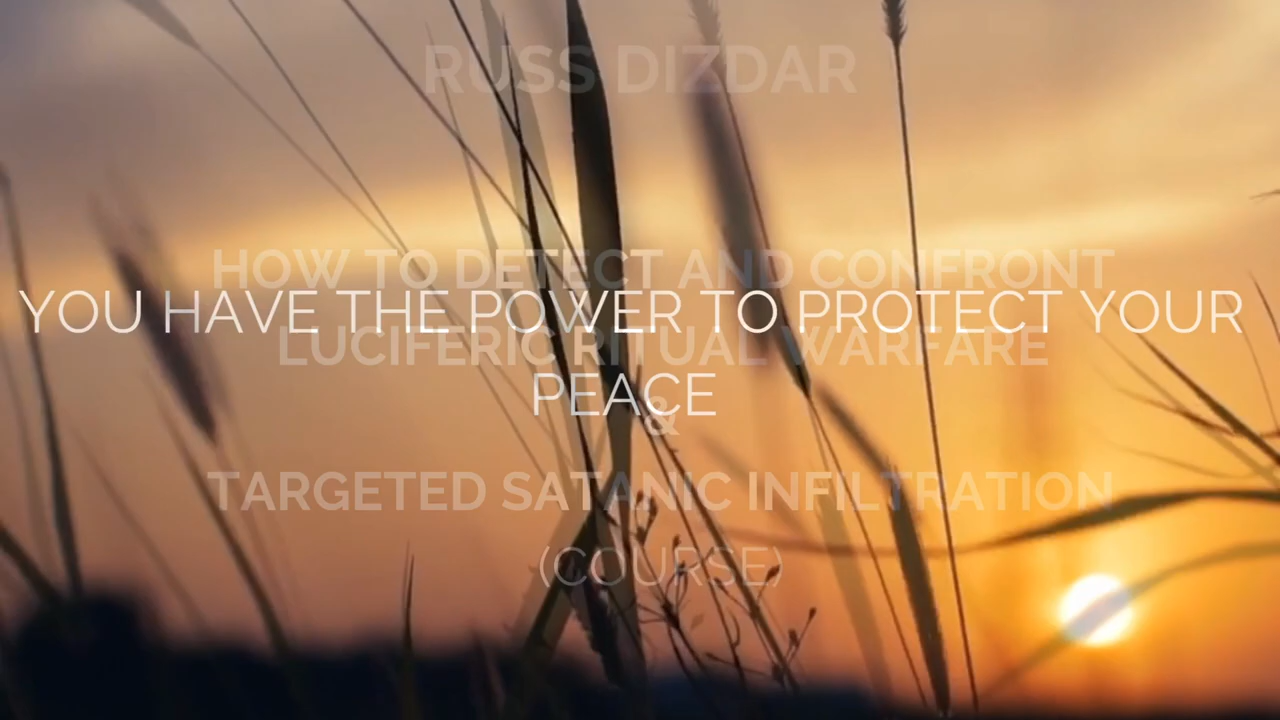 RUSS DIZDAR
HOW TO DETECT AND CONFRONT
YOU HAVE THE POWER TO PROTECT YOUR
LUCIFERIC RITUAL WARFARE
PEACE
&
TARGETED SATANIC INFILTRATION
(COURSE)